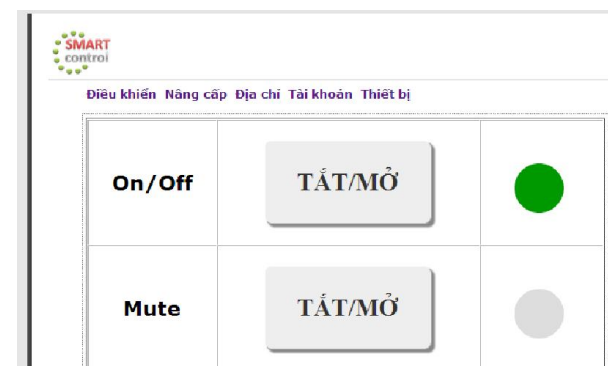 SMART
control
Điều khiển Nâng cấp Địa chỉ Tài khoản Thiết bị
On/Off TẮT/MỞ
Mute TẮT/MỞ